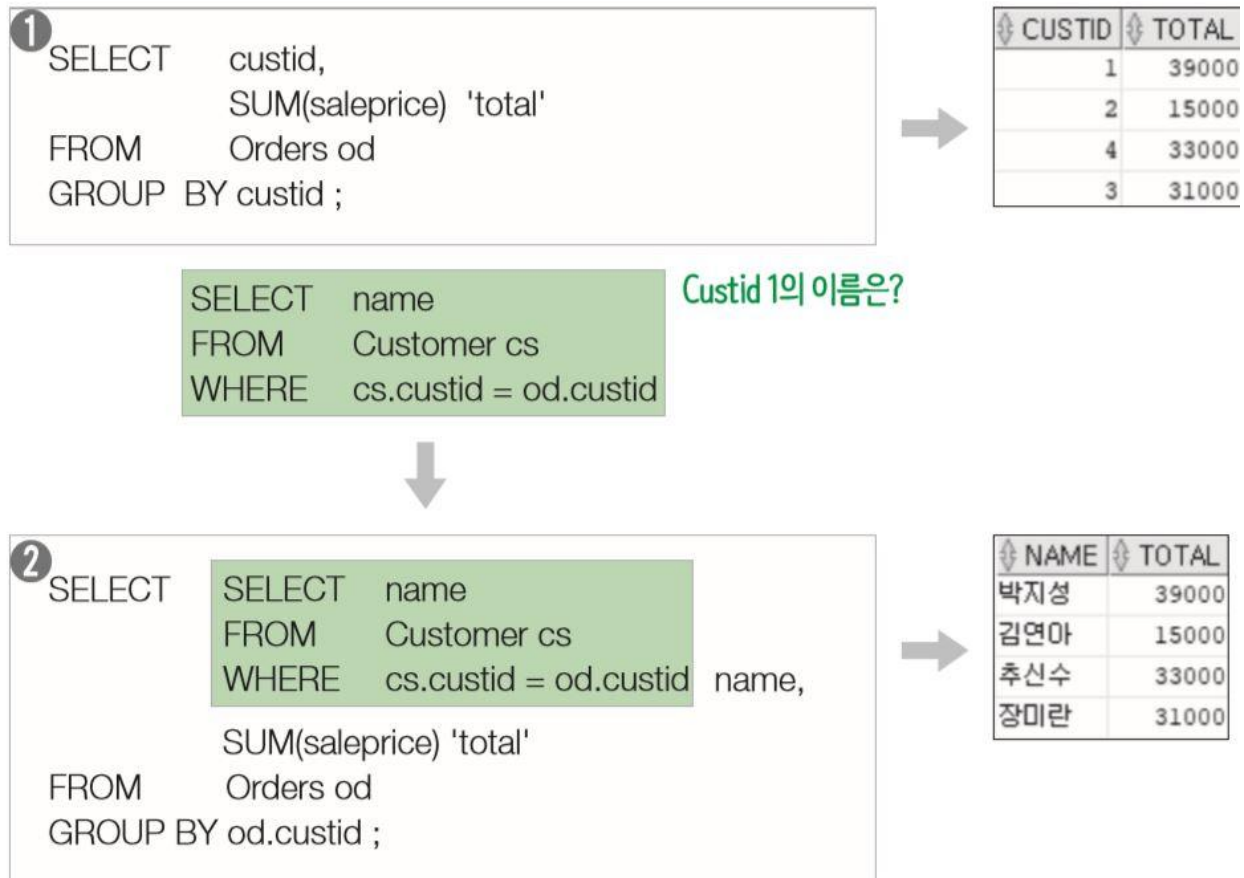 1
SELECT custid,
SUM(saleprice) 'total'
FROM Orders od
GROUP BY custid ;
CUSTID TOTAL
1 39000
2 15000
4 33000
3 31000
SELECT name
FROM Customer cs
WHERE cs.custid = od.custid
Custid 1의 이름은?
2
SELECT SELECT name
FROM Customer cs
WHERE cs.custid = od.custid name,
SUM(saleprice) 'total'
FROM Orders od
GROUP BY od.custid ;
NAME TOTAL
박지성 39000
김연아 15000
추신수 33000
장미란 31000